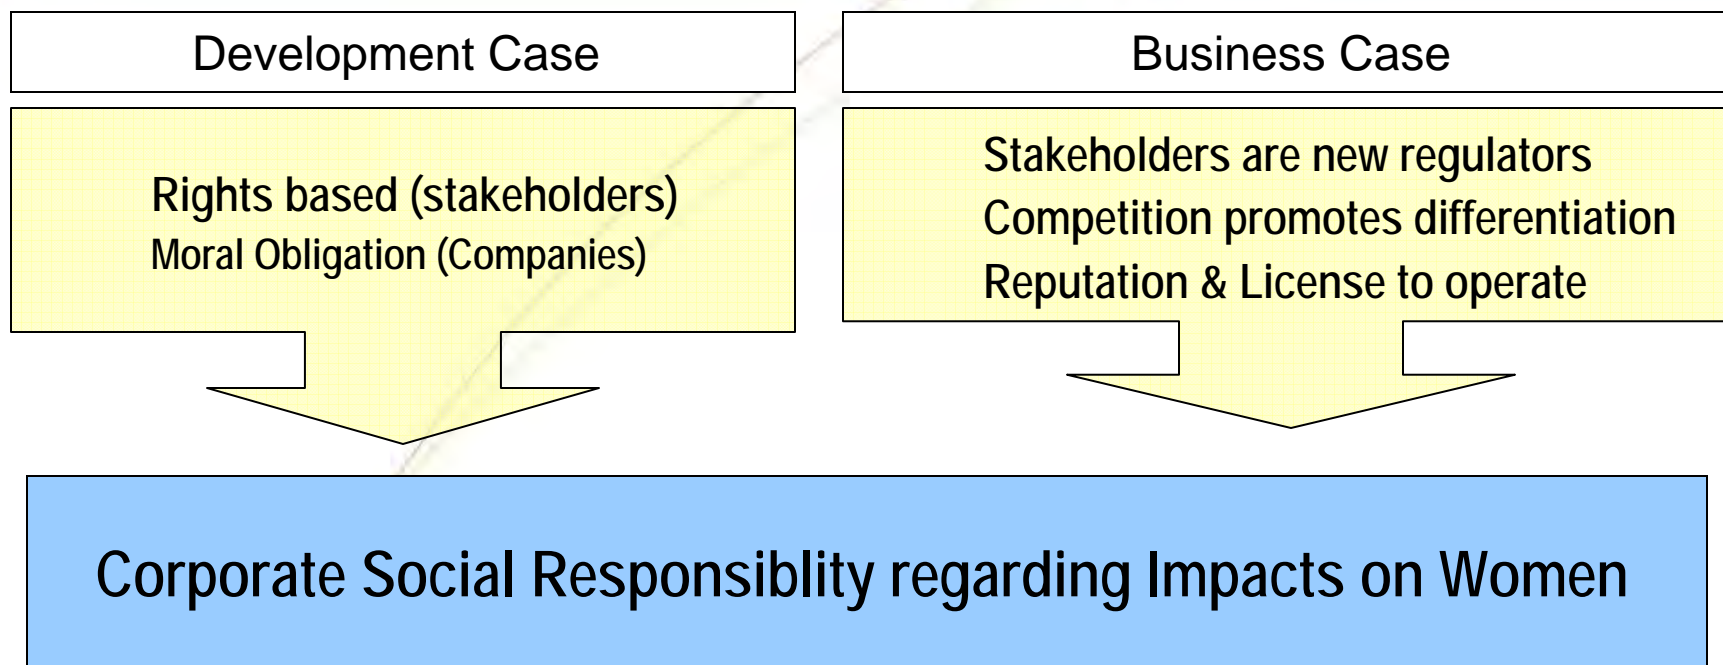 Development Case
Business Case
Rights based (stakeholders)
Moral Obligation (Companies)
Stakeholders are new regulators
Competition promotes differentiation
Reputation & License to operate
Corporate Social Responsiblity regarding Impacts on Women